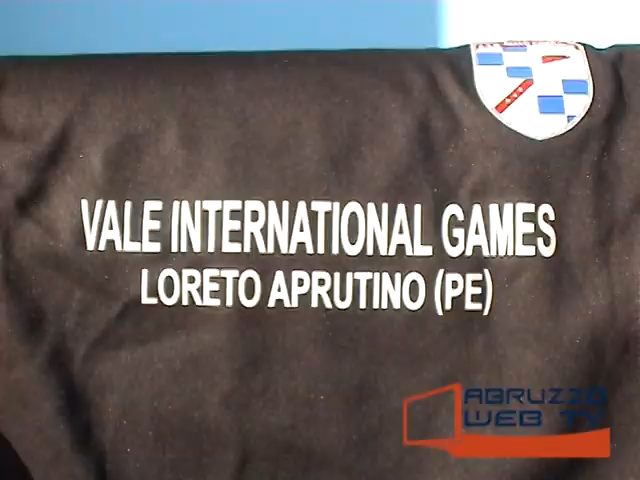 VALE INTERNATIONAL GAMES
LORETO APRUTINO (PE)
ABRUZZO
WEB TV